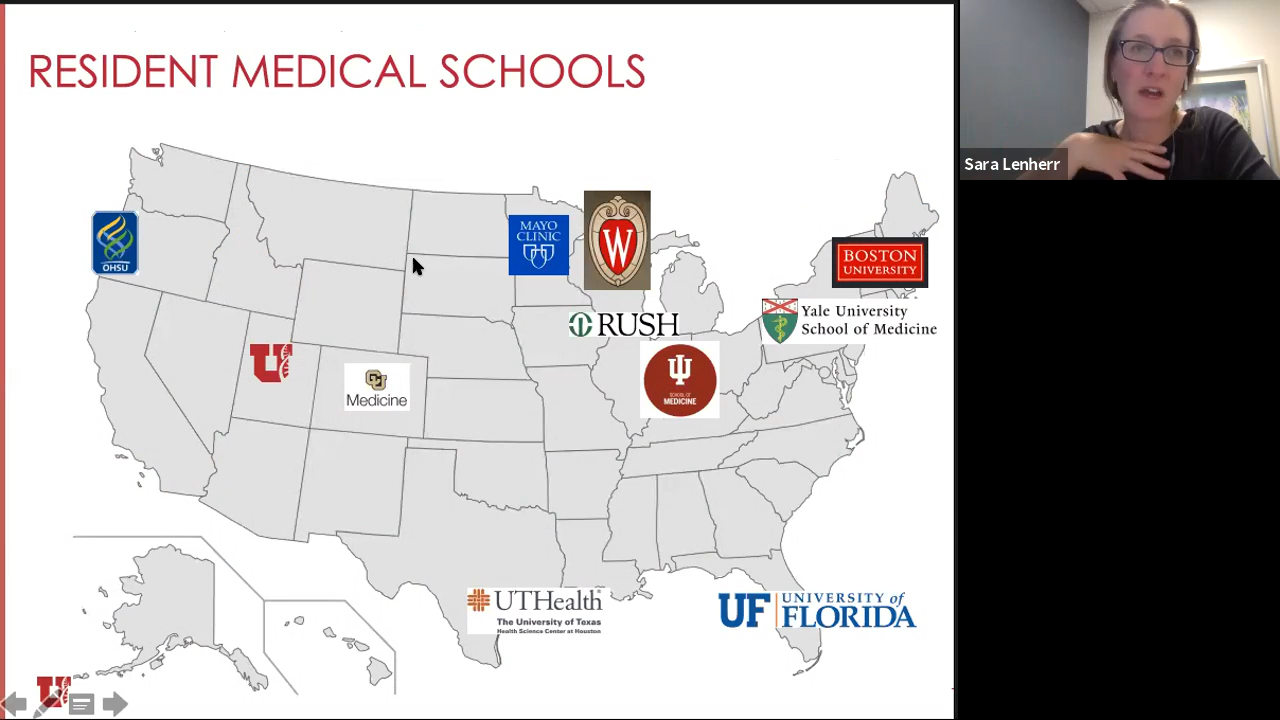 RESIDENT MEDICAL SCHOOLS
Sara Lenherr
OHSU
MAYO
CLINIC
W
BOSTON
UNIVERSITY
Yale University
School of Medicine
RUSH
U
CU
Medicine
SCHOOL OF
MEDICINE
UTHealth
The University of Texas
Health Science Center at Houston
UF UNIVERSITY of
FLORIDA
U